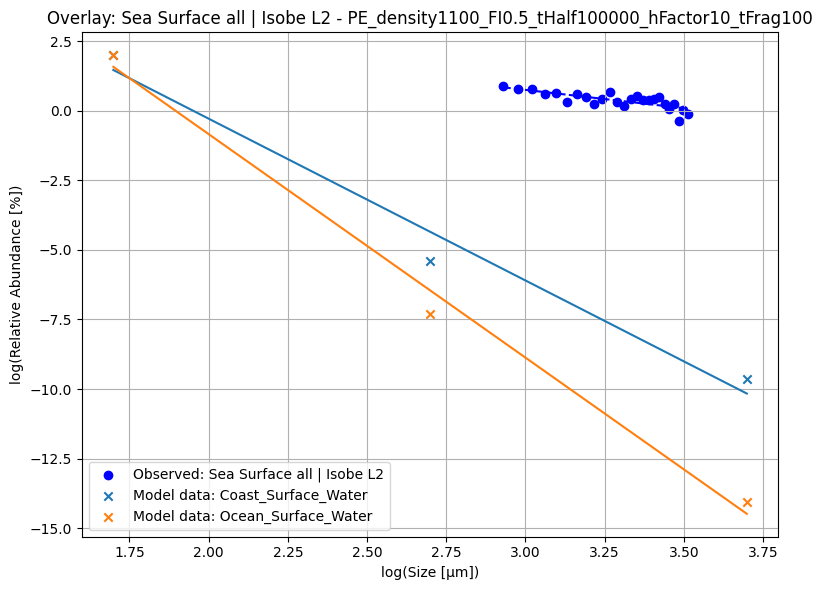 Overlay: Sea Surface all | Isobe L2 - PE_density1100_FI0.5_tHalf100000_hFactor10_tFrag100
log(Relative Abundance [%])
2.5
0.0
−2.5
−5.0
−7.5
−10.0
−12.5
−15.0
Observed: Sea Surface all | Isobe L2
Model data: Coast_Surface_Water
Model data: Ocean_Surface_Water
1.75
2.00
2.25
2.50
2.75
3.00
3.25
3.50
3.75
log(Size [μm])